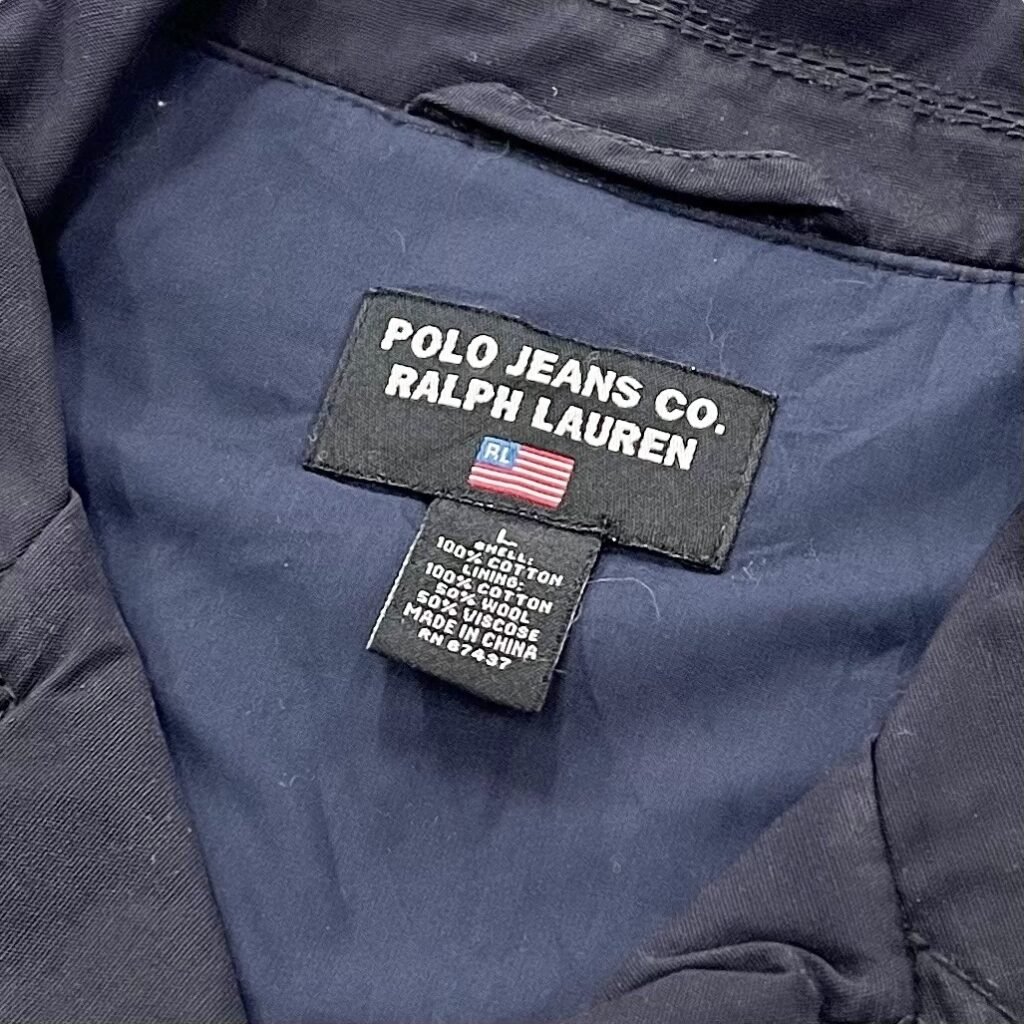 POLO JEANS CO.
RALPH LAUREN
RL
L
SHELL:
100% COTTON
LINING:
100% COTTON
50% WOOL
50% VISCOSE
MADE IN CHINA
RN 67437